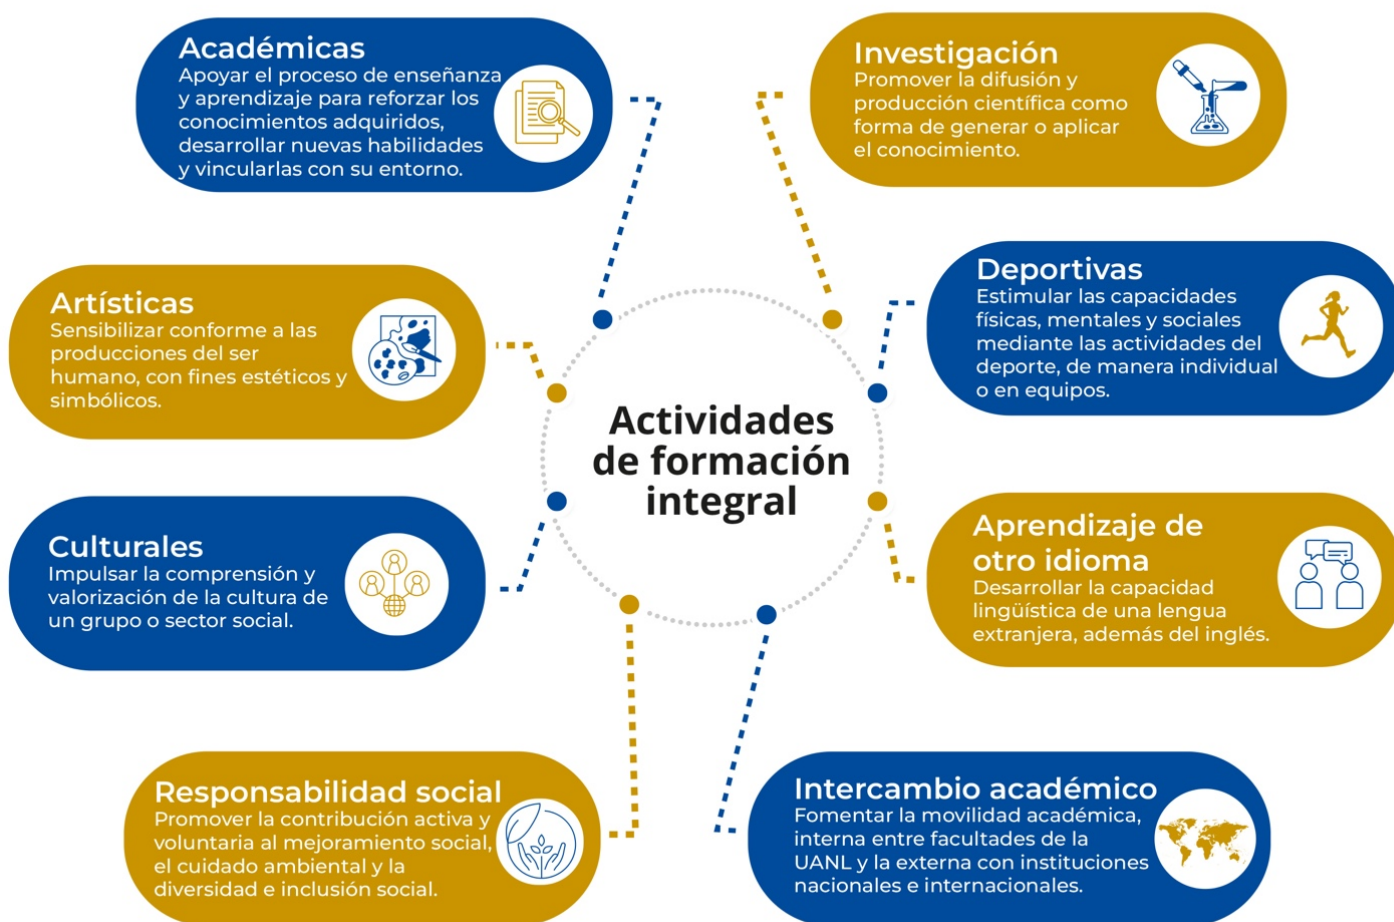 Académicas
Apoyar el proceso de enseñanza
y aprendizaje para reforzar los
conocimientos adquiridos,
desarrollar nuevas habilidades
y vincularlas con su entorno.
Investigación
Promover la difusión y
producción científica como
forma de generar o aplicar
el conocimiento.
Artísticas
Sensibilizar conforme a las
producciones del ser
humano, con fines estéticos y
simbólicos.
Deportivas
Estimular las capacidades
físicas, mentales y sociales
mediante las actividades del
deporte, de manera individual
o en equipos.
Actividades
de formación
integral
Culturales
Impulsar la comprensión y
valorización de la cultura de
un grupo o sector social.
Aprendizaje de
otro idioma
Desarrollar la capacidad
lingüística de una lengua
extranjera, además del inglés.
Responsabilidad social
Promover la contribución activa y
voluntaria al mejoramiento social,
el cuidado ambiental y la
diversidad e inclusión social.
Intercambio académico
Fomentar la movilidad académica,
interna entre facultades de la
UANL y la externa con instituciones
nacionales e internacionales.